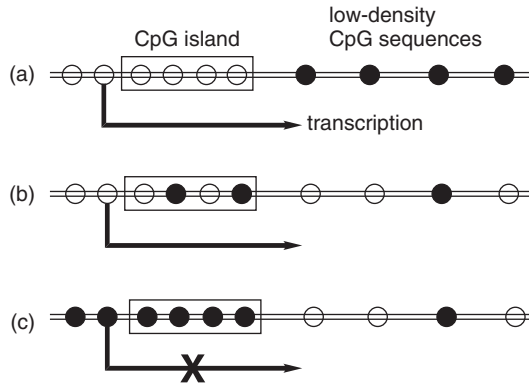 low-density
CpG island CpG sequences
(a)
transcription
(b)
(c)
X